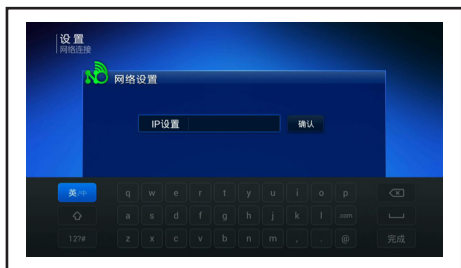 设 置
网络连接
网络设置
IP设置
确认
英/中 q w e r t y u i o p
a s d f g h j k l .com
12?# z x c v b n m , . @ 完成